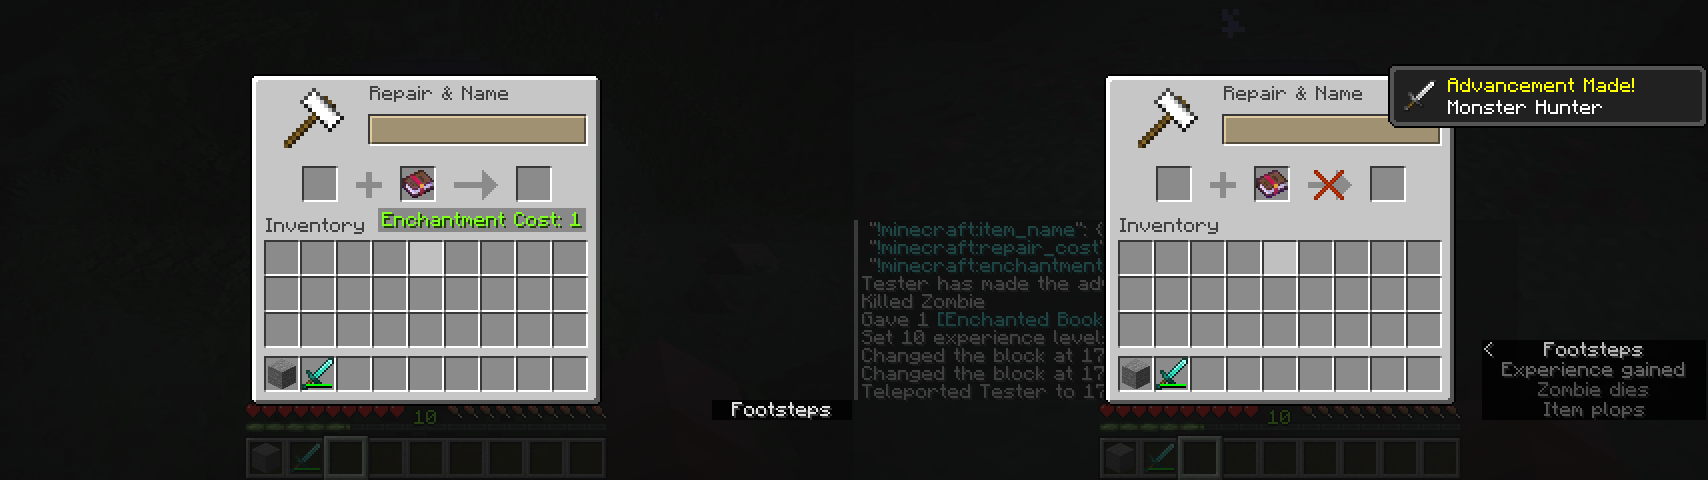 Repair & Name
Inventory
Enchantment Cost: 1
Footsteps
10
Repair & Name
Advancement Made!
Monster Hunter
Inventory
"!minecraft:item_name": {
"!minecraft:repair_cost"
"!minecraft:enchantment
Tester has made the ad
Killed Zombie
Gave 1 [Enchanted Book
Set 10 experience level
Changed the block at 17
Changed the block at 17
Teleported Tester to 17
< Footsteps
Experience gained
Zombie dies
Item plops
10